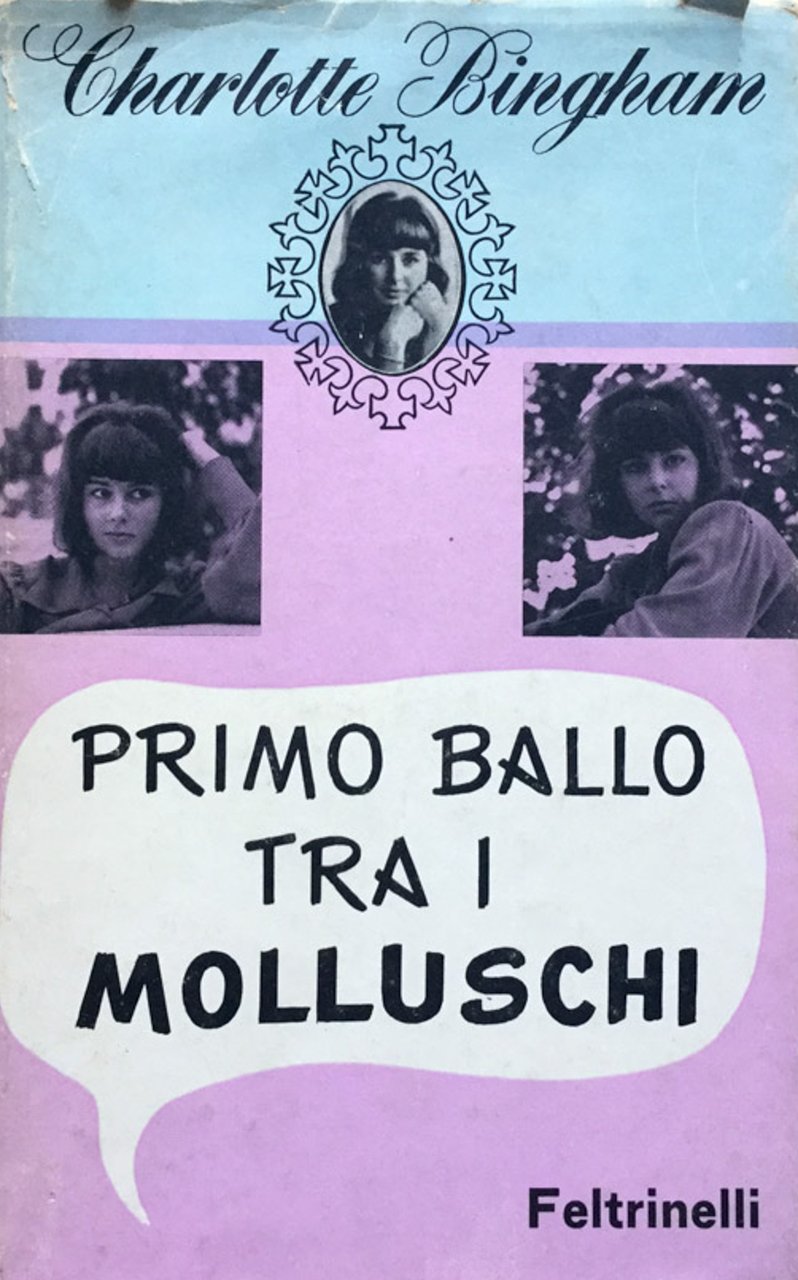 Charlotte Bingham
PRIMO BALLO
TRA I
MOLLUSCHI
Feltrinelli